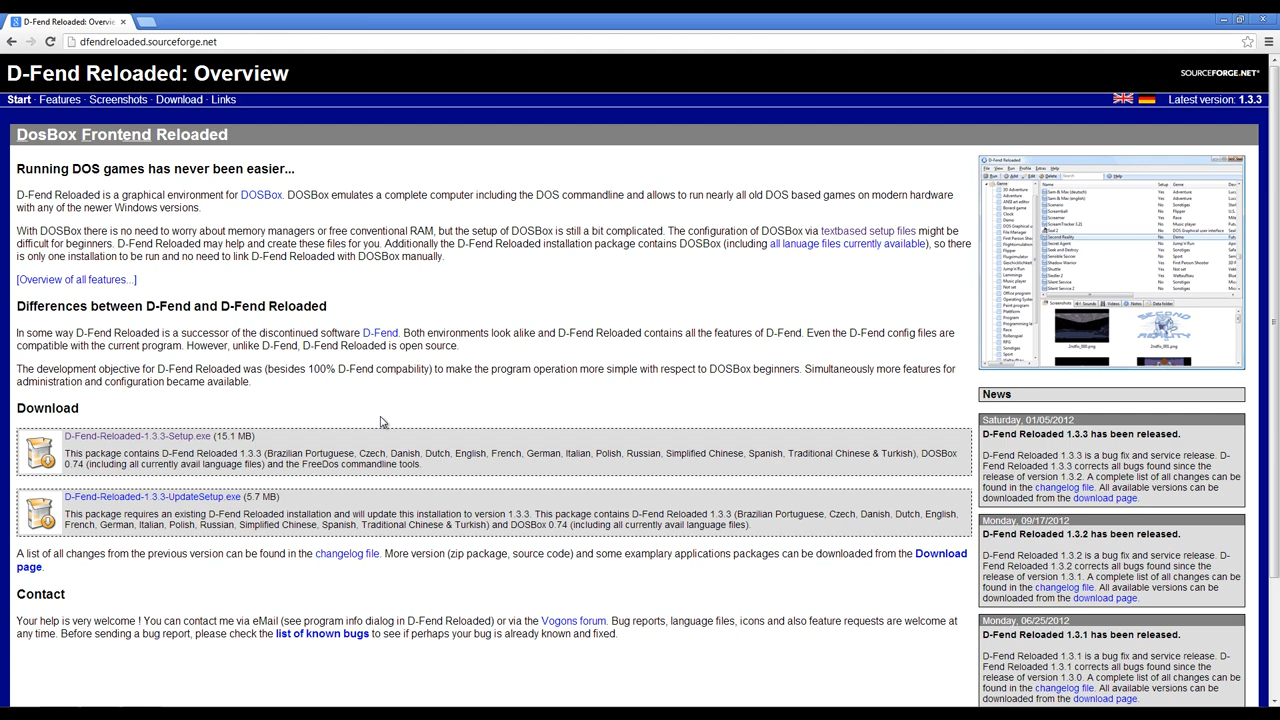 D-Fend Reloaded: Overvie
dfendreloaded.sourceforge.net
D-Fend Reloaded: Overview
SOURCEFORGE.NET®
Start · Features · Screenshots · Download · Links
Latest version: 1.3.3
DosBox Frontend Reloaded
Running DOS games has never been easier...
D-Fend Reloaded is a graphical environment for DOSBox. DOSBox emulates a complete computer including the DOS commandline and allows to run nearly all old DOS based games on modern hardware
with any of the newer Windows versions.
With DOSBox there is no need to worry about memory managers or free conventional RAM, but the setup of DOSBox is still a bit complicated. The configuration of DOSBox via textbased setup files might be
difficult for beginners. D-Fend Reloaded may help and create these files for you. Additionally the D-Fend Reloaded installation package contains DOSBox (including all lanuage files currently available), so there
is only one installation to be run and no need to link D-Fend Reloaded with DOSBox manually.
[Overview of all features...]
Differences between D-Fend and D-Fend Reloaded
In some way D-Fend Reloaded is a successor of the discontinued software D-Fend. Both environments look alike and D-Fend Reloaded contains all the features of D-Fend. Even the D-Fend config files are
compatible with the current program. However, unlike D-Fend, D-Fend Reloaded is open source.
The development objective for D-Fend Reloaded was (besides 100% D-Fend compability) to make the program operation more simple with respect to DOSBox beginners. Simultaneously more features for
administration and configuration became available.
Download
D-Fend-Reloaded-1.3.3-Setup.exe (15.1 MB)
This package contains D-Fend Reloaded 1.3.3 (Brazilian Portuguese, Czech, Danish, Dutch, English, French, German, Italian, Polish, Russian, Simplified Chinese, Spanish, Traditional Chinese & Turkish), DOSBox
0.74 (including all currently avail language files) and the FreeDos commandline tools.
D-Fend-Reloaded-1.3.3-UpdateSetup.exe (5.7 MB)
This package requires an existing D-Fend Reloaded installation and will update this installation to version 1.3.3. This package contains D-Fend Reloaded 1.3.3 (Brazilian Portuguese, Czech, Danish, Dutch, English,
French, German, Italian, Polish, Russian, Simplified Chinese, Spanish, Traditional Chinese & Turkish) and DOSBox 0.74 (including all currently avail language files).
A list of all changes from the previous version can be found in the changelog file. More version (zip package, source code) and some examplary applications packages can be downloaded from the Download
page.
Contact
Your help is very welcome ! You can contact me via eMail (see program info dialog in D-Fend Reloaded) or via the Vogons forum. Bug reports, language files, icons and also feature requests are welcome at
any time. Before sending a bug report, please check the list of known bugs to see if perhaps your bug is already known and fixed.
News
Saturday, 01/05/2012
D-Fend Reloaded 1.3.3 has been released.
D-Fend Reloaded 1.3.3 is a bug fix and service release. D-
Fend Reloaded 1.3.3 corrects all bugs found since the
release of version 1.3.2. A complete list of all changes can be
found in the changelog file. All available versions can be
downloaded from the download page.
Monday, 09/17/2012
D-Fend Reloaded 1.3.2 has been released.
D-Fend Reloaded 1.3.2 is a bug fix and service release. D-
Fend Reloaded 1.3.2 corrects all bugs found since the
release of version 1.3.1. A complete list of all changes can be
found in the changelog file. All available versions can be
downloaded from the download page.
Monday, 06/25/2012
D-Fend Reloaded 1.3.1 has been released.
D-Fend Reloaded 1.3.1 is a bug fix and service release. D-
Fend Reloaded 1.3.1 corrects all bugs found since the
release of version 1.3.0. A complete list of all changes can be
found in the changelog file. All available versions can be
downloaded from the download page.